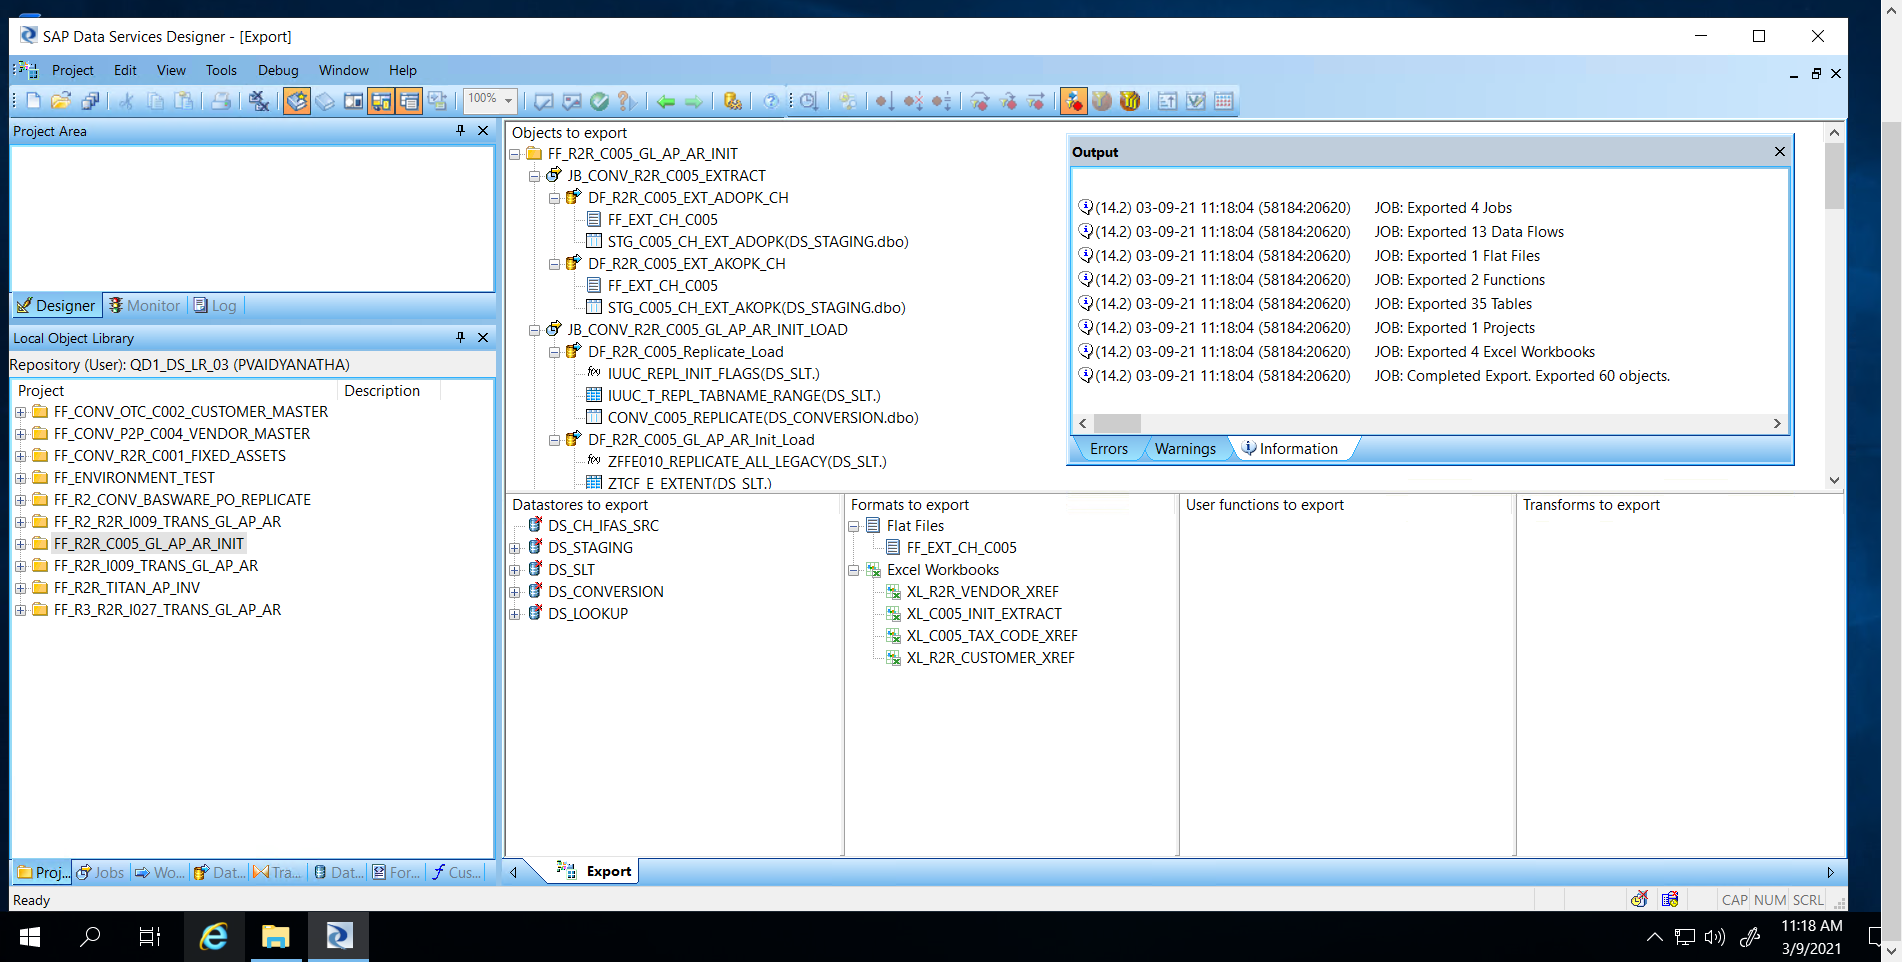 SAP Data Services Designer - [Export]
Project Edit View Tools Debug Window Help
100%
Project Area
Designer Monitor Log
Local Object Library
Repository (User): QD1_DS_LR_03 (PVAIDYANATHA)
Project Description
FF_CONV_OTC_C002_CUSTOMER_MASTER
FF_CONV_P2P_C004_VENDOR_MASTER
FF_CONV_R2R_C001_FIXED_ASSETS
FF_ENVIRONMENT_TEST
FF_R2_CONV_BASWARE_PO_REPLICATE
FF_R2_R2R_I009_TRANS_GL_AP_AR
FF_R2R_C005_GL_AP_AR_INIT
FF_R2R_I009_TRANS_GL_AP_AR
FF_R2R_TITAN_AP_INV
FF_R3_R2R_I027_TRANS_GL_AP_AR
Proj... Jobs Wo... Dat... Tra... Dat... For... Cus...
Objects to export
FF_R2R_C005_GL_AP_AR_INIT
JB_CONV_R2R_C005_EXTRACT
DF_R2R_C005_EXT_ADOPK_CH
FF_EXT_CH_C005
STG_C005_CH_EXT_ADOPK(DS_STAGING.dbo)
DF_R2R_C005_EXT_AKOPK_CH
FF_EXT_CH_C005
STG_C005_CH_EXT_AKOPK(DS_STAGING.dbo)
JB_CONV_R2R_C005_GL_AP_AR_INIT_LOAD
DF_R2R_C005_Replicate_Load
f(x) IUUC_REPL_INIT_FLAGS(DS_SLT.)
IUUC_T_REPL_TABNAME_RANGE(DS_SLT.)
CONV_C005_REPLICATE(DS_CONVERSION.dbo)
DF_R2R_C005_GL_AP_AR_Init_Load
f(x) ZFFE010_REPLICATE_ALL_LEGACY(DS_SLT.)
ZTCF_E_EXTENT(DS_SLT.)
Output
(14.2) 03-09-21 11:18:04 (58184:20620) JOB: Exported 4 Jobs
(14.2) 03-09-21 11:18:04 (58184:20620) JOB: Exported 13 Data Flows
(14.2) 03-09-21 11:18:04 (58184:20620) JOB: Exported 1 Flat Files
(14.2) 03-09-21 11:18:04 (58184:20620) JOB: Exported 2 Functions
(14.2) 03-09-21 11:18:04 (58184:20620) JOB: Exported 35 Tables
(14.2) 03-09-21 11:18:04 (58184:20620) JOB: Exported 1 Projects
(14.2) 03-09-21 11:18:04 (58184:20620) JOB: Exported 4 Excel Workbooks
(14.2) 03-09-21 11:18:04 (58184:20620) JOB: Completed Export. Exported 60 objects.
Errors Warnings Information
Datastores to export
DS_CH_IFAS_SRC
DS_STAGING
DS_SLT
DS_CONVERSION
DS_LOOKUP
Formats to export
Flat Files
FF_EXT_CH_C005
Excel Workbooks
XL_R2R_VENDOR_XREF
XL_C005_INIT_EXTRACT
XL_C005_TAX_CODE_XREF
XL_R2R_CUSTOMER_XREF
User functions to export
Transforms to export
Export
Ready
CAP NUM SCRL
11:18 AM
3/9/2021